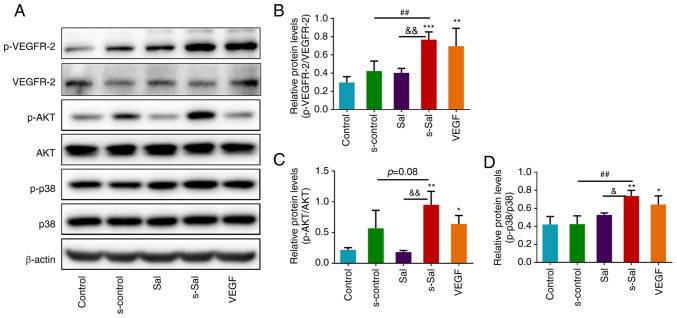 A
p-VEGFR-2
VEGFR-2
p-AKT
AKT
p-p38
p38
β-actin
Control
s-control
Sal
s-Sal
VEGF
B
Relative protein levels
(p-VEGFR-2/VEGFR-2)
1.0
0.8
0.6
0.4
0.2
0.0
##
&&
***
**
Control
s-control
Sal
s-Sal
VEGF
C
Relative protein levels
(p-AKT/AKT)
1.5
1.0
0.5
0.0
p=0.08
&&
**
*
Control
s-control
Sal
s-Sal
VEGF
D
Relative protein levels
(p-p38/p38)
1.0
0.8
0.6
0.4
0.2
0.0
##
&
**
*
Control
s-control
Sal
s-Sal
VEGF